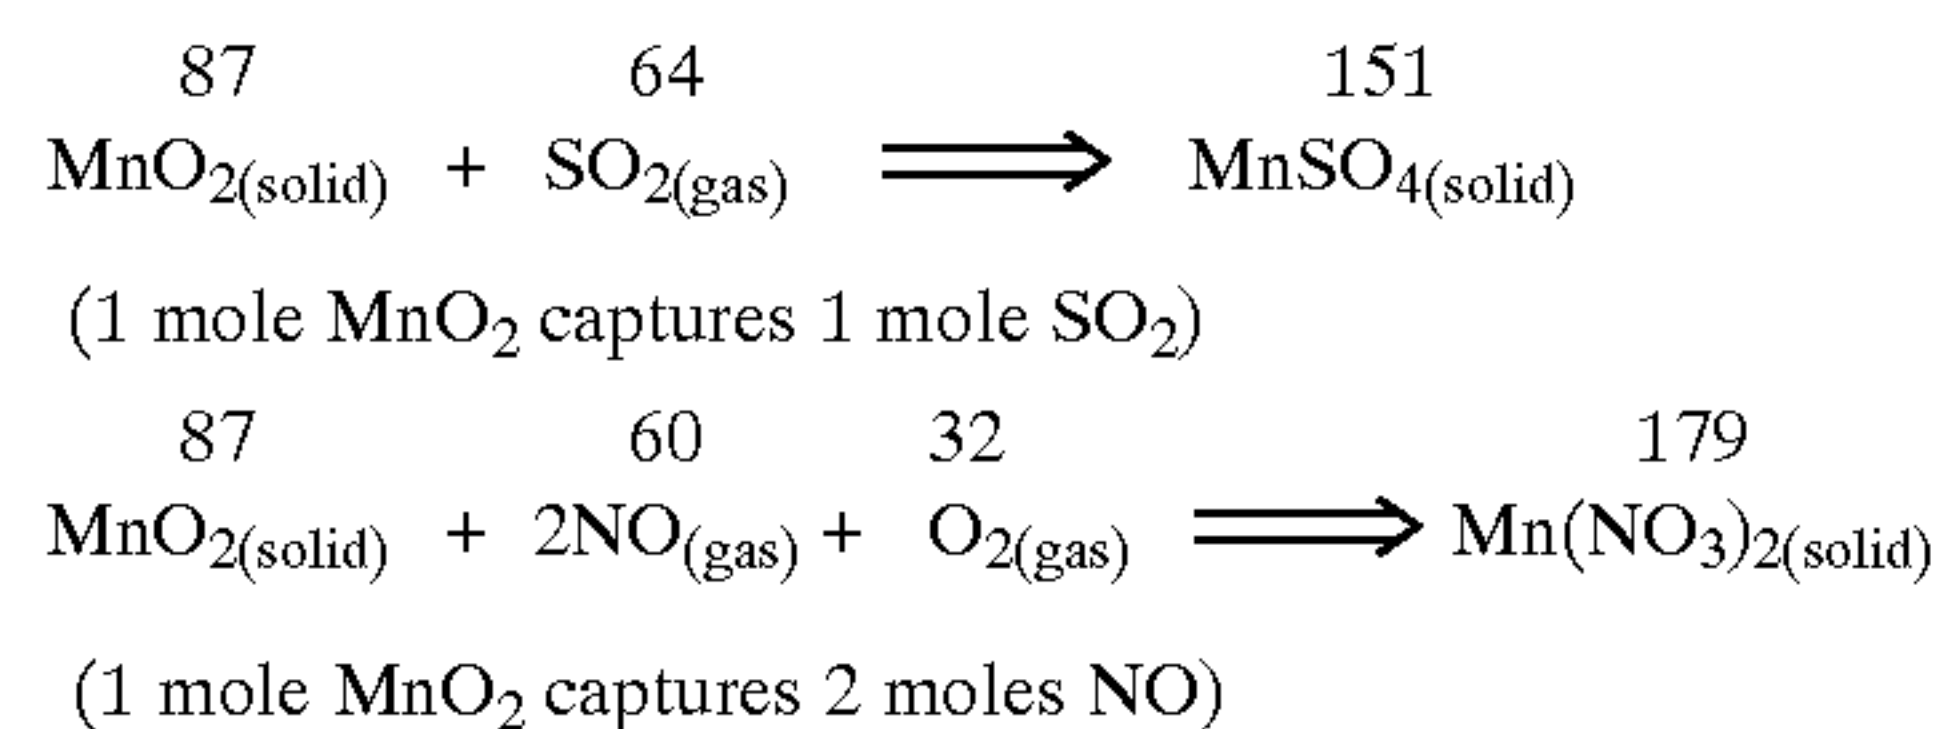 87 64 151
MnO2(solid) + SO2(gas) ⟹ MnSO4(solid)
(1 mole MnO2 captures 1 mole SO2)
87 60 32 179
MnO2(solid) + 2NO(gas) + O2(gas) ⟹ Mn(NO3)2(solid)
(1 mole MnO2 captures 2 moles NO)